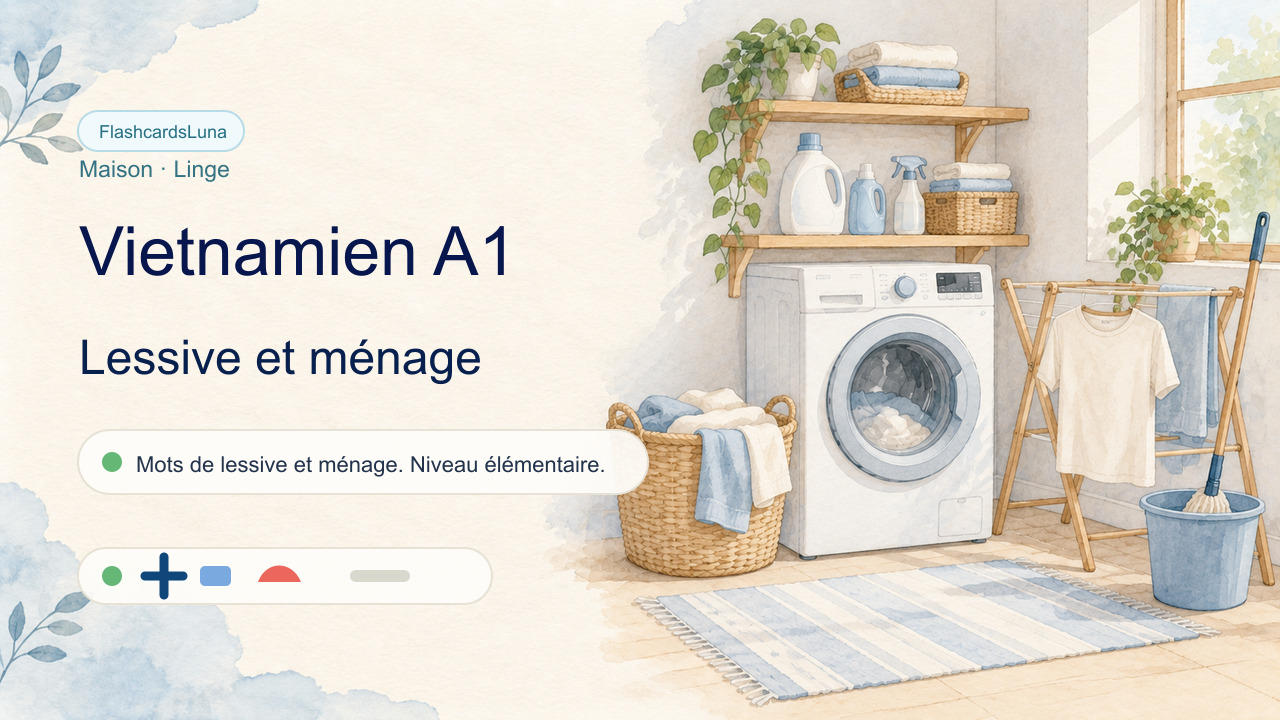 FlashcardsLuna
Maison · Linge
Vietnamien A1
Lessive et ménage
Mots de lessive et ménage. Niveau élémentaire.